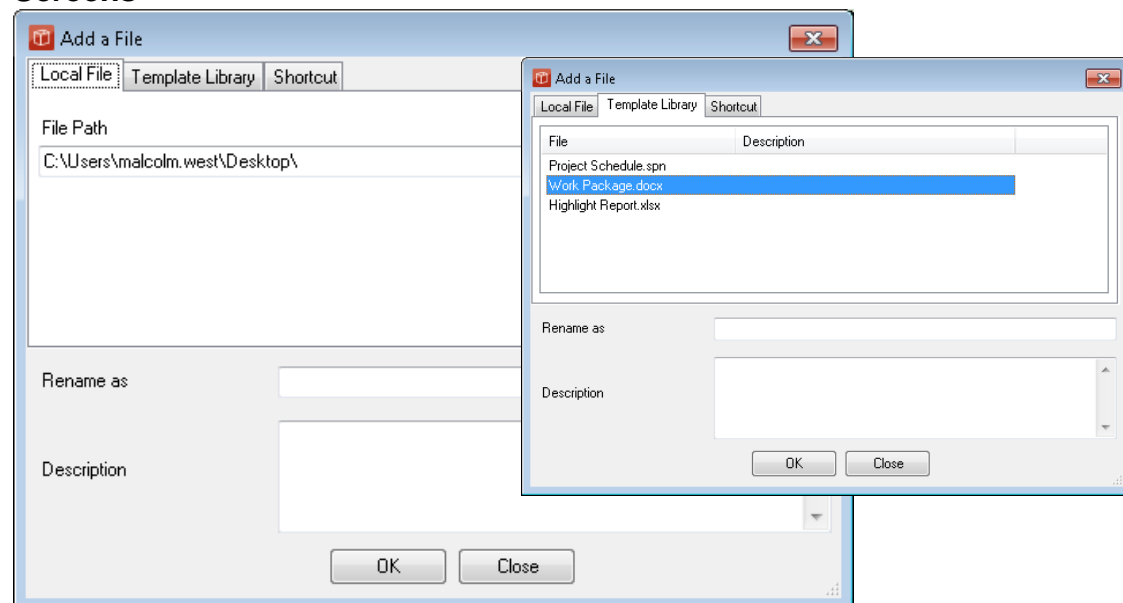 Screens
Add a File
Local File Template Library Shortcut
File Path
C:\Users\malcolm.west\Desktop\
Rename as
Description
OK Close
Add a File
Local File Template Library Shortcut
File Description
Project Schedule.spn
Work Package.docx
Highlight Report.xlsx
Rename as
Description
OK Close